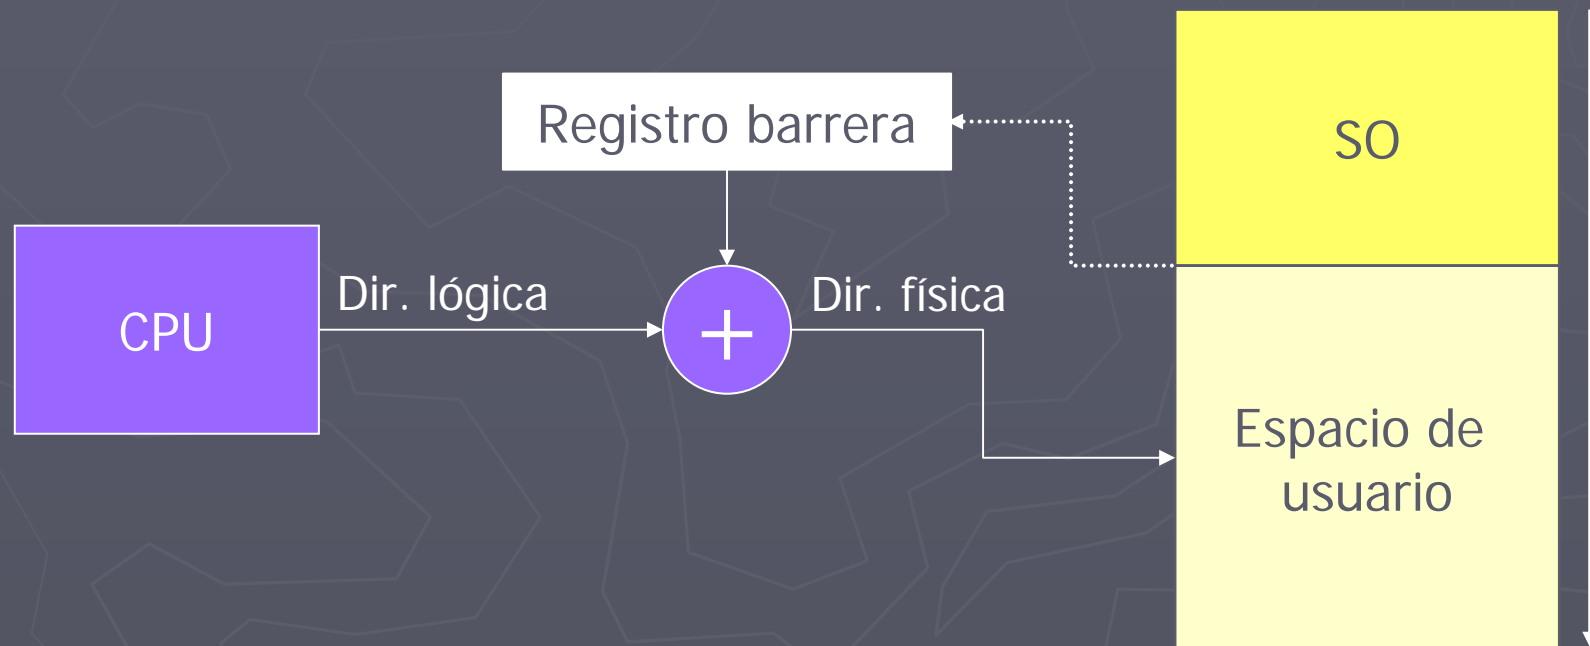 Registro barrera
SO
CPU
Dir. lógica
+
Dir. física
Espacio de
usuario